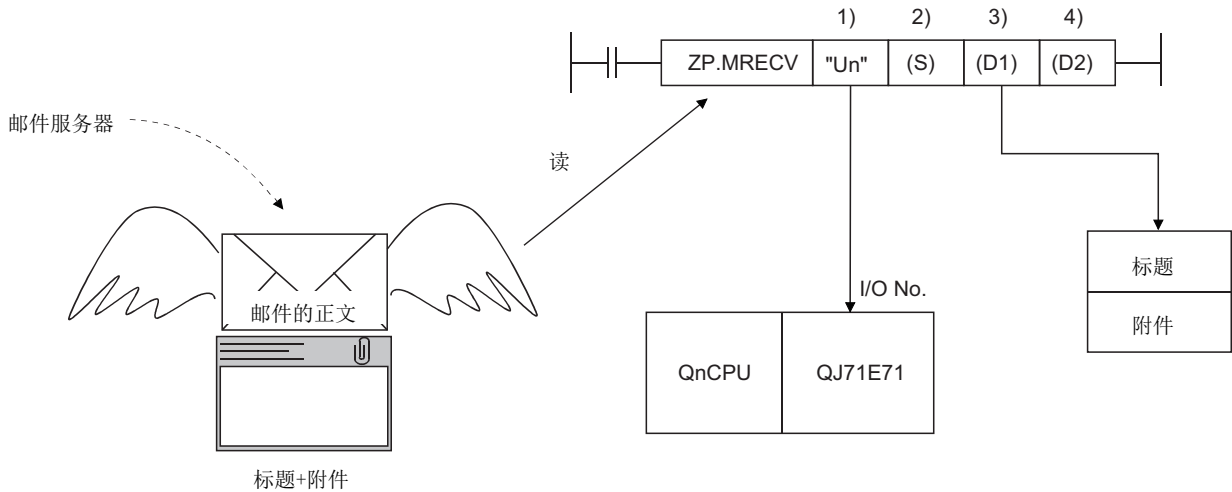 1) 2) 3) 4)
ZP.MRECV "Un" (S) (D1) (D2)
邮件服务器
读
邮件的正文
标题+附件
I/O No.
QnCPU QJ71E71
标题
附件